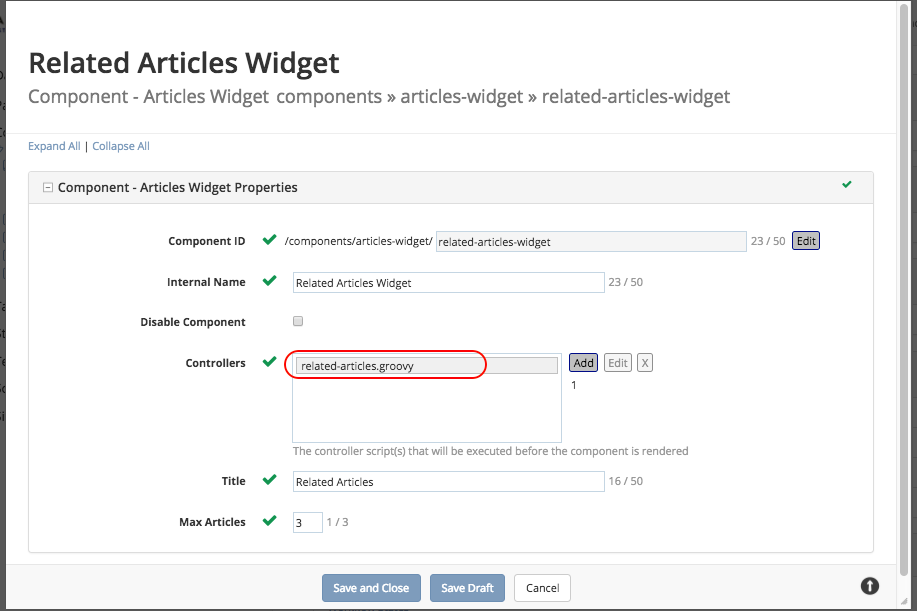 Related Articles Widget
Component - Articles Widget components » articles-widget » related-articles-widget
Expand All | Collapse All
Component - Articles Widget Properties
Component ID /components/articles-widget/ related-articles-widget 23 / 50 Edit
Internal Name Related Articles Widget 23 / 50
Disable Component
Controllers related-articles.groovy Add Edit X
1
The controller script(s) that will be executed before the component is rendered
Title Related Articles 16 / 50
Max Articles 3 1 / 3
Save and Close Save Draft Cancel